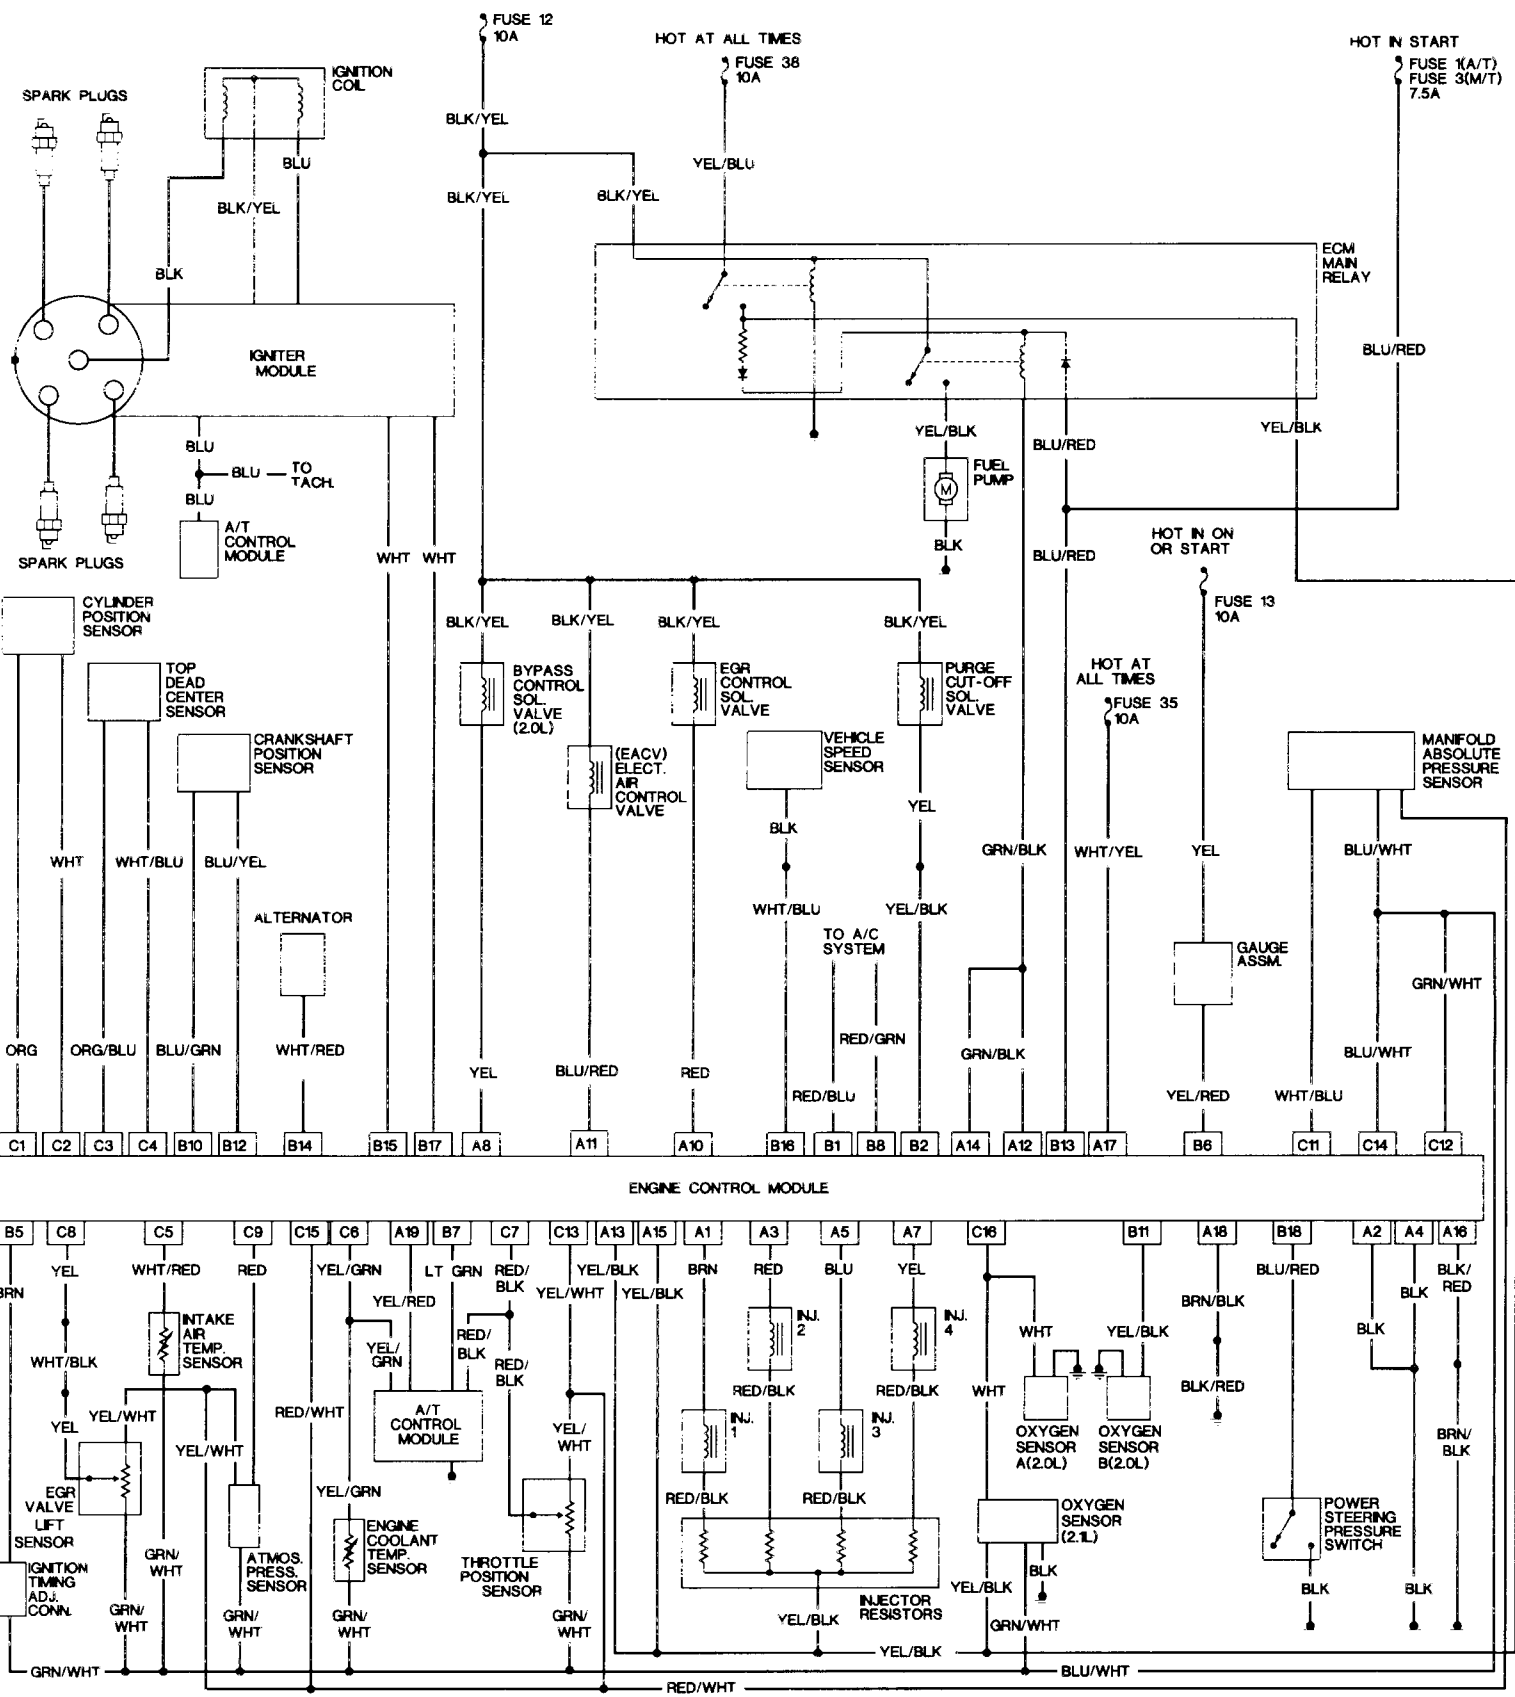 FUSE 12
10A
HOT AT ALL TIMES
FUSE 38
10A
HOT IN START
FUSE 1(A/T)
FUSE 3(M/T)
7.5A
IGNITION
COIL
SPARK PLUGS
BLK/YEL
BLU
YEL/BLU
BLK/YEL
BLK/YEL
BLK/YEL
BLK
ECM
MAIN
RELAY
IGNITER
MODULE
BLU/RED
BLU
BLU
TO
TACH.
BLU
YEL/BLK
BLU/RED
YEL/BLK
FUEL
PUMP
M
A/T
CONTROL
MODULE
SPARK PLUGS
WHT
WHT
BLK
BLU/RED
HOT IN ON
OR START
FUSE 13
10A
CYLINDER
POSITION
SENSOR
BLK/YEL
BLK/YEL
BLK/YEL
BLK/YEL
TOP
DEAD
CENTER
SENSOR
BYPASS
CONTROL
SOL.
VALVE
(2.0L)
EGR
CONTROL
SOL.
VALVE
PURGE
CUT-OFF
SOL.
VALVE
HOT AT
ALL TIMES
FUSE 35
10A
CRANKSHAFT
POSITION
SENSOR
(EACV)
ELECT.
AIR
CONTROL
VALVE
VEHICLE
SPEED
SENSOR
MANIFOLD
ABSOLUTE
PRESSURE
SENSOR
YEL
BLK
WHT
WHT/BLU
BLU/YEL
GRN/BLK
WHT/YEL
YEL
BLU/WHT
ALTERNATOR
WHT/BLU
YEL/BLK
TO A/C
SYSTEM
GAUGE
ASSM.
GRN/WHT
ORG
ORG/BLU
BLU/GRN
WHT/RED
RED/GRN
GRN/BLK
BLU/WHT
YEL
BLU/RED
RED
RED/BLU
YEL/RED
WHT/BLU
C1
C2
C3
C4
B10
B12
B14
B15
B17
A8
A11
A10
B16
B1
B8
B2
A14
A12
B13
A17
B6
C11
C14
C12
ENGINE CONTROL MODULE
B5
C8
C5
C9
C15
C6
A19
B7
C7
C13
A13
A15
A1
A3
A5
A7
C16
B11
A18
B18
A2
A4
A16
BRN
YEL
WHT/RED
RED
YEL/GRN
LT GRN
RED/
BLK
YEL/BLK
BRN
RED
BLU
YEL
BLU/RED
BLK/
RED
YEL/RED
YEL/WHT
YEL/BLK
BRN/BLK
BLK
INTAKE
AIR
TEMP.
SENSOR
INJ.
2
INJ.
4
WHT/BLK
YEL/
GRN
RED/
BLK
RED/
BLK
WHT
YEL/BLK
BLK
RED/BLK
RED/BLK
WHT
BLK/RED
YEL/WHT
RED/WHT
YEL
A/T
CONTROL
MODULE
YEL/
WHT
INJ.
1
INJ.
3
OXYGEN
SENSOR
A(2.0L)
OXYGEN
SENSOR
B(2.0L)
BRN/
BLK
YEL/WHT
EGR
VALVE
LIFT
SENSOR
YEL/GRN
RED/BLK
RED/BLK
OXYGEN
SENSOR
(2.1L)
POWER
STEERING
PRESSURE
SWITCH
ENGINE
COOLANT
TEMP.
SENSOR
GRN/
WHT
ATMOS.
PRESS.
SENSOR
THROTTLE
POSITION
SENSOR
IGNITION
TIMING
ADJ.
CONN.
BLK
YEL/BLK
BLK
BLK
GRN/
WHT
GRN/
WHT
GRN/
WHT
GRN/
WHT
INJECTOR
RESISTORS
YEL/BLK
GRN/WHT
YEL/BLK
GRN/WHT
BLU/WHT
RED/WHT